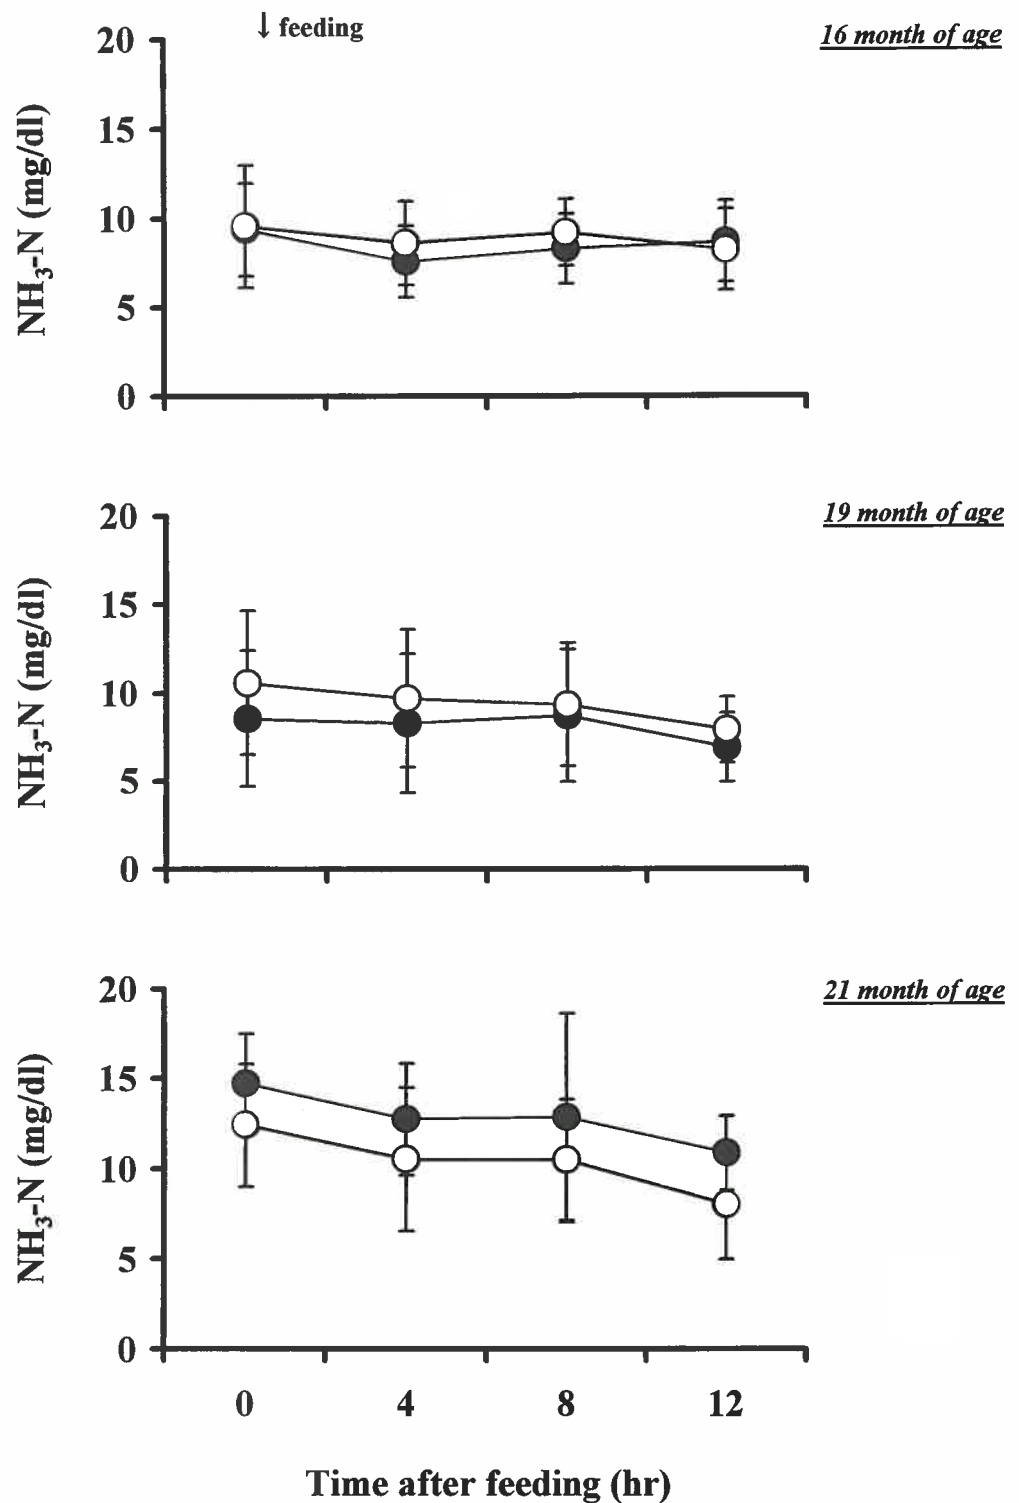 ↓ feeding
16 month of age
20
15
10
5
0
NH₃-N (mg/dl)
19 month of age
20
15
10
5
0
NH₃-N (mg/dl)
21 month of age
20
15
10
5
0
NH₃-N (mg/dl)
0 4 8 12
Time after feeding (hr)